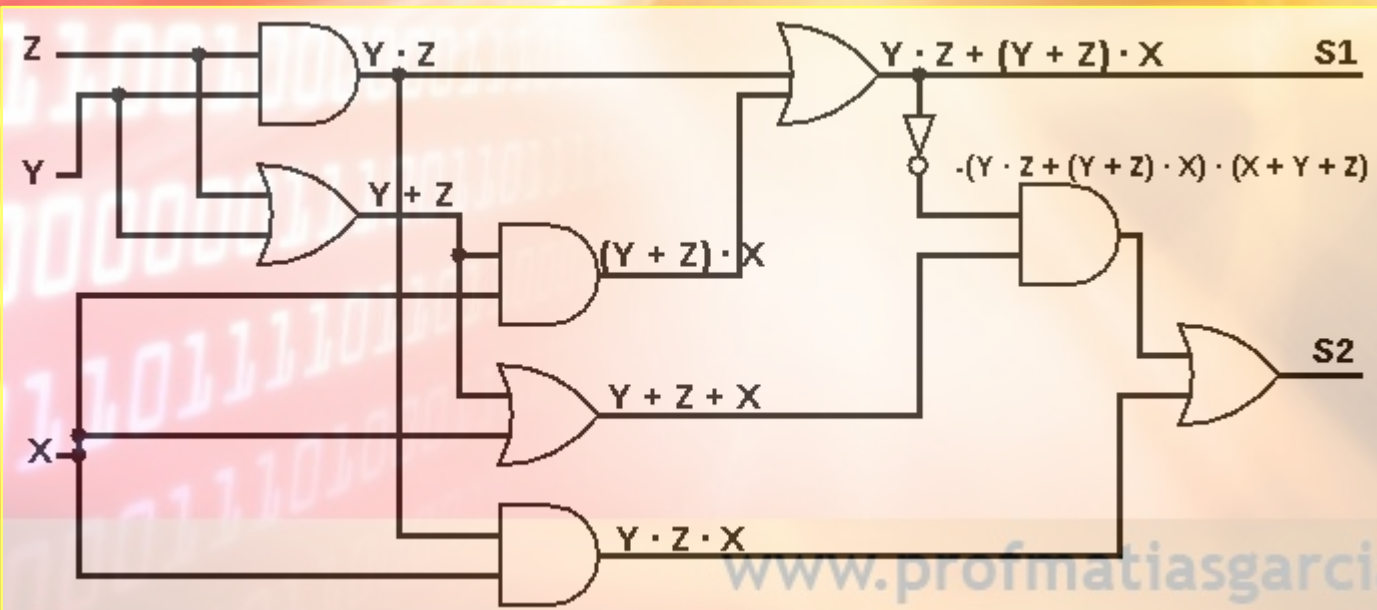 Z
Y · Z
Y · Z + (Y + Z) · X
S1
Y
Y + Z
-(Y · Z + (Y + Z) · X) · (X + Y + Z)
(Y + Z) · X
S2
Y + Z + X
X
Y · Z · X
www.profmatiasgarci